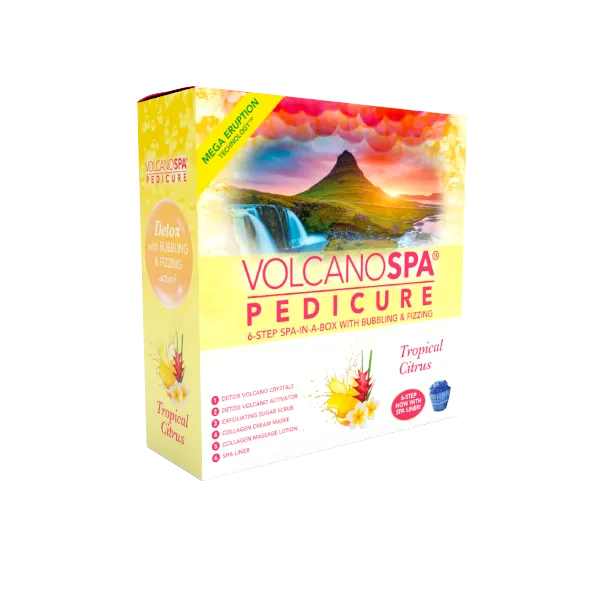 MEGA ERUPTION
TECHNOLOGY™
VOLCANOSPA®
PEDICURE
6-STEP SPA-IN-A-BOX WITH BUBBLING & FIZZING
Tropical
Citrus
1 DETOX VOLCANO CRYSTALS
2 DETOX VOLCANO ACTIVATOR
3 EXFOLIATING SUGAR SCRUB
4 COLLAGEN CREAM MASKE
5 COLLAGEN MASSAGE LOTION
6 SPA LINER
6-STEP
NOW WITH
SPA LINER!
VOLCANOSPA®
PEDICURE
Detox
with BUBBLING
& FIZZING
action!
Tropical
Citrus